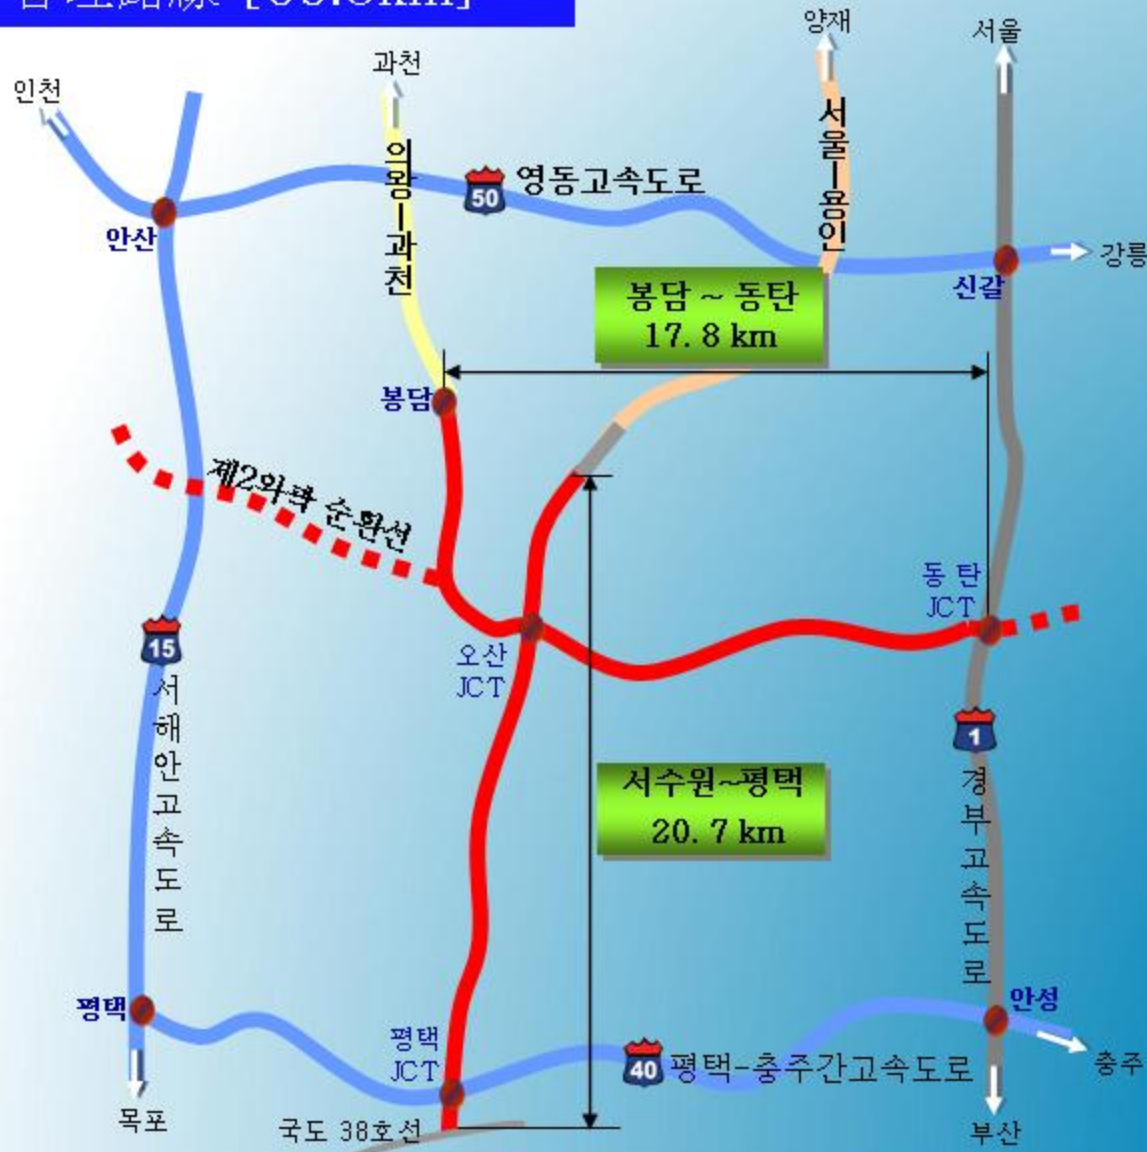 양재
서울
과천
인천
의왕-과천
서울-용인
50
영동고속도로
안산
강릉
신갈
봉담 ~ 동탄
17.8 km
봉담
제2외곽 순환선
동탄
JCT
15
오산
JCT
서해안고속도로
1
서수원~평택
20.7 km
경부고속도로
평택
안성
평택
JCT
40
평택-충주간고속도로
충주
목포
국도 38호선
부산